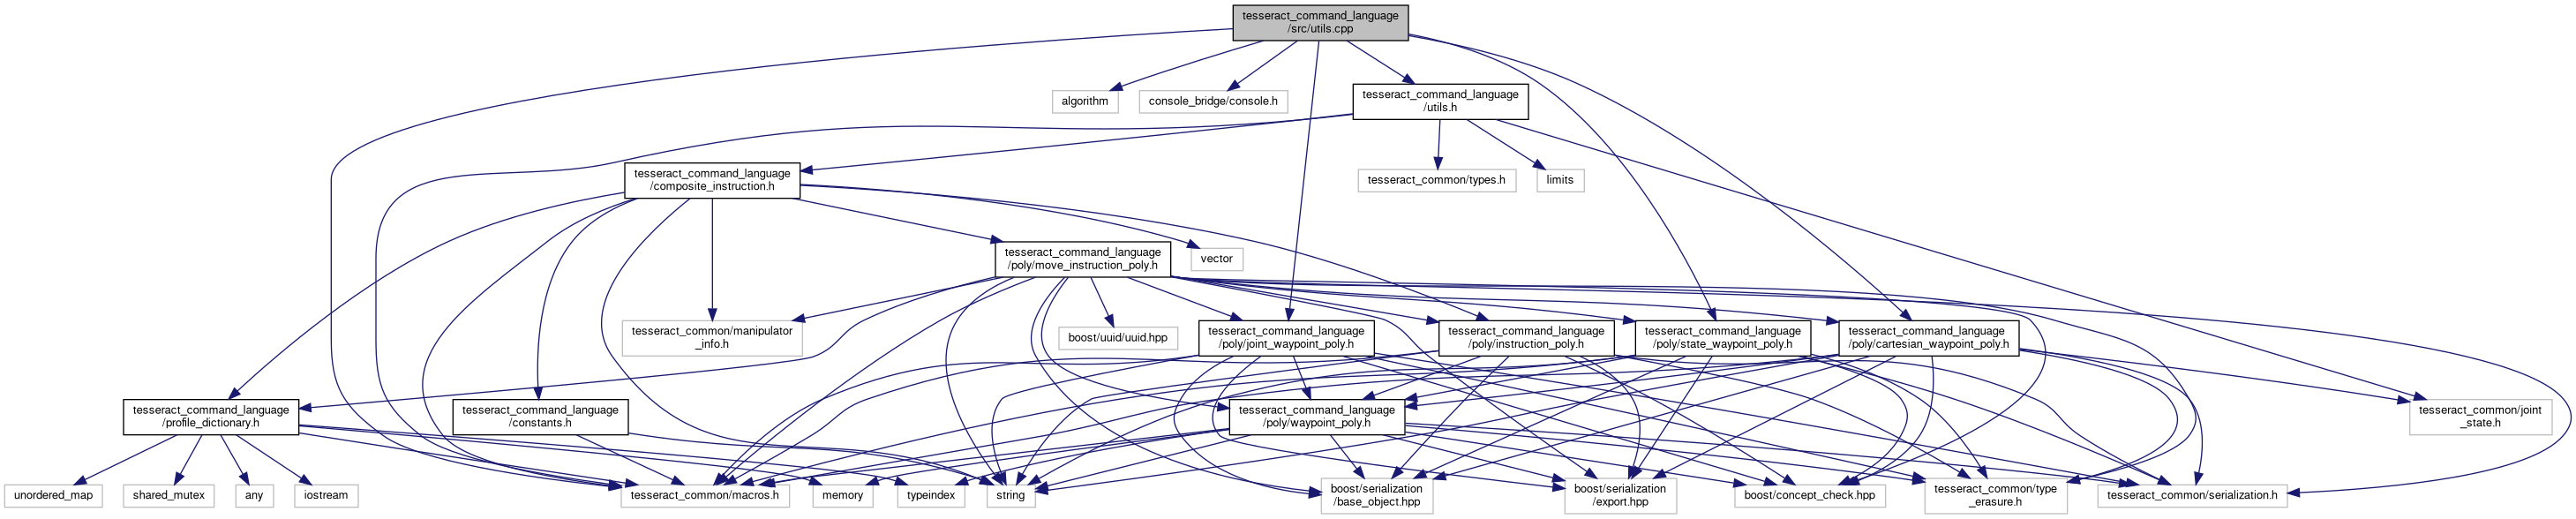 tesseract_command_language
/src/utils.cpp
algorithm
console_bridge/console.h
tesseract_command_language
/utils.h
tesseract_command_language
/composite_instruction.h
tesseract_common/types.h
limits
tesseract_command_language
/poly/move_instruction_poly.h
vector
tesseract_common/manipulator
_info.h
boost/uuid/uuid.hpp
tesseract_command_language
/poly/joint_waypoint_poly.h
tesseract_command_language
/poly/instruction_poly.h
tesseract_command_language
/poly/state_waypoint_poly.h
tesseract_command_language
/poly/cartesian_waypoint_poly.h
tesseract_command_language
/profile_dictionary.h
tesseract_command_language
/constants.h
tesseract_command_language
/poly/waypoint_poly.h
tesseract_common/joint
_state.h
unordered_map
shared_mutex
any
iostream
tesseract_common/macros.h
memory
typeindex
string
boost/serialization
/base_object.hpp
boost/serialization
/export.hpp
boost/concept_check.hpp
tesseract_common/type
_erasure.h
tesseract_common/serialization.h